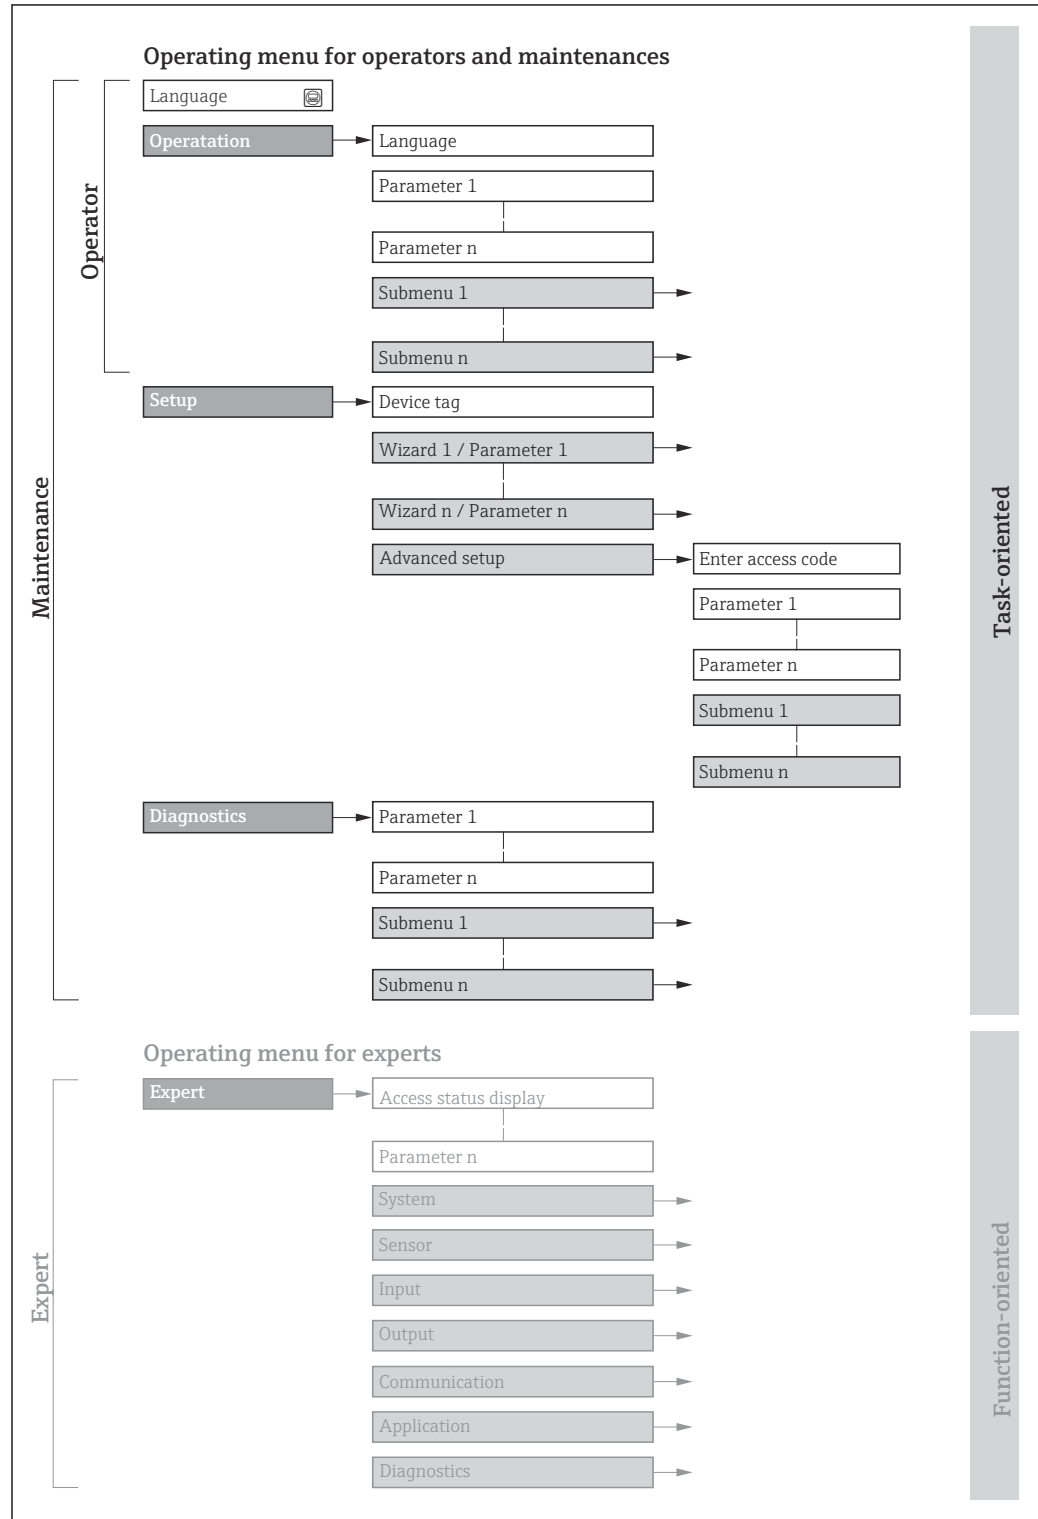 Operating menu for operators and maintenances
Language
Operatation
Language
Parameter 1
Parameter n
Submenu 1
Submenu n
Operator
Setup
Device tag
Wizard 1 / Parameter 1
Wizard n / Parameter n
Advanced setup
Enter access code
Parameter 1
Parameter n
Submenu 1
Submenu n
Maintenance
Task-oriented
Diagnostics
Parameter 1
Parameter n
Submenu 1
Submenu n
Operating menu for experts
Expert
Access status display
Parameter n
System
Sensor
Input
Output
Communication
Application
Diagnostics
Expert
Function-oriented